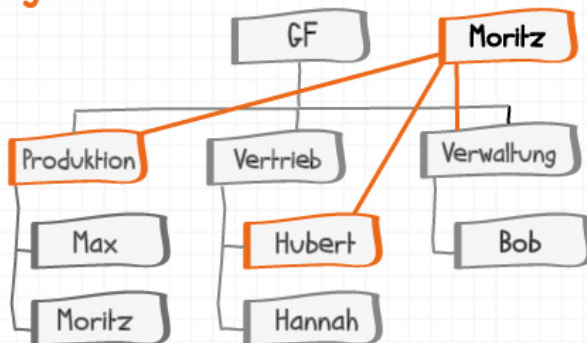 GF
Moritz
Produktion
Vertrieb
Verwaltung
Max
Hubert
Bob
Moritz
Hannah